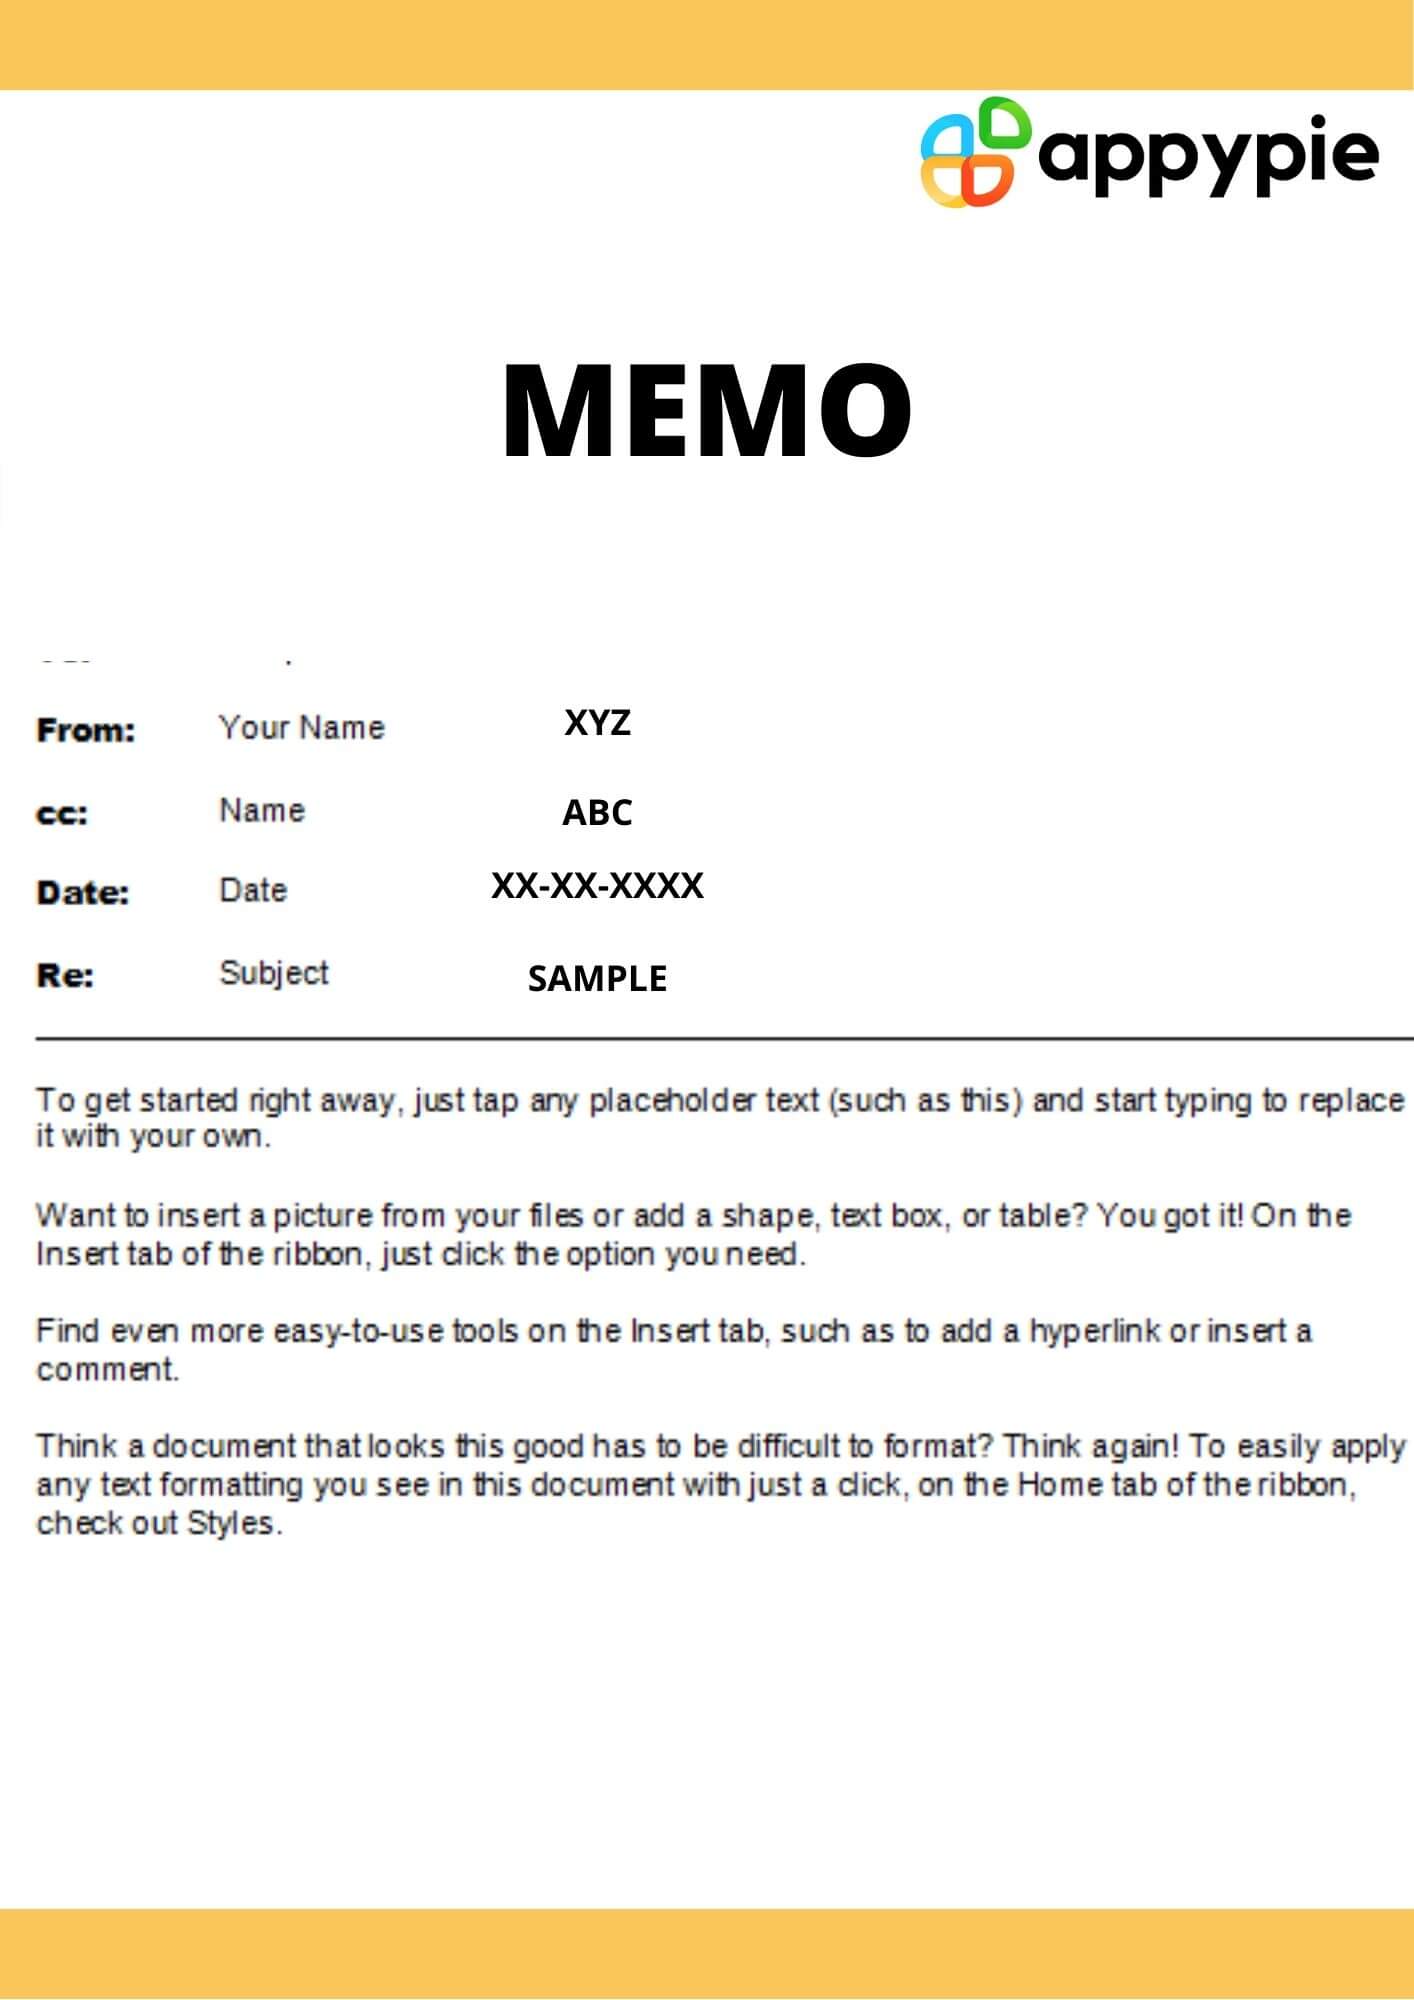 appypie
MEMO
From: Your Name XYZ
cc: Name ABC
Date: Date XX-XX-XXXX
Re: Subject SAMPLE
To get started right away, just tap any placeholder text (such as this) and start typing to replace
it with your own.
Want to insert a picture from your files or add a shape, text box, or table? You got it! On the
Insert tab of the ribbon, just click the option you need.
Find even more easy-to-use tools on the Insert tab, such as to add a hyperlink or insert a
comment.
Think a document that looks this good has to be difficult to format? Think again! To easily apply
any text formatting you see in this document with just a click, on the Home tab of the ribbon,
check out Styles.